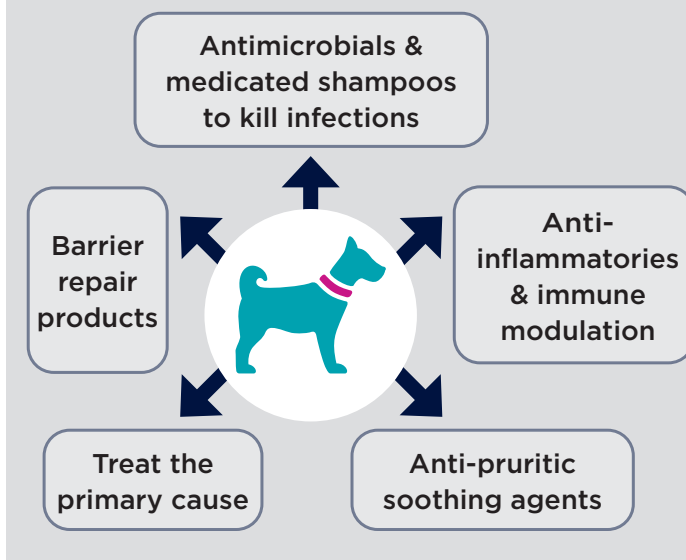 Antimicrobials &
medicated shampoos
to kill infections
Barrier
repair
products
Anti-
inflammatories
& immune
modulation
Treat the
primary cause
Anti-pruritic
soothing agents